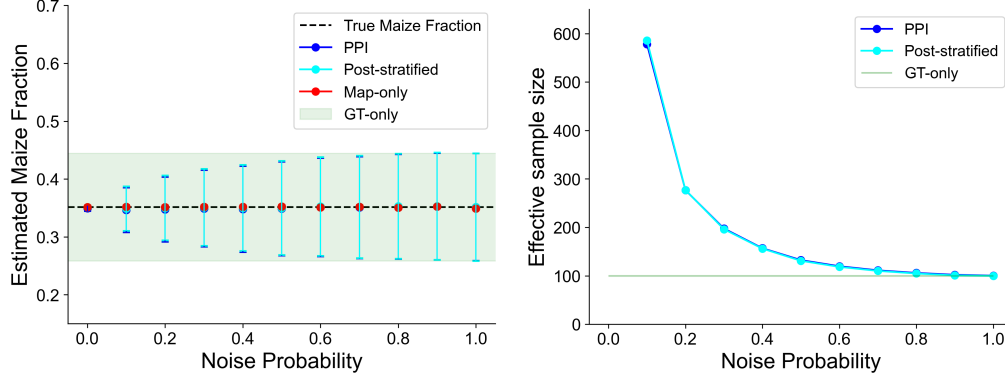 0.7
0.6
0.5
0.4
0.3
0.2
Estimated Maize Fraction
True Maize Fraction
PPI
Post-stratified
Map-only
GT-only
0.0 0.2 0.4 0.6 0.8 1.0
Noise Probability
600
500
400
300
200
100
0
Effective sample size
PPI
Post-stratified
GT-only
0.0 0.2 0.4 0.6 0.8 1.0
Noise Probability